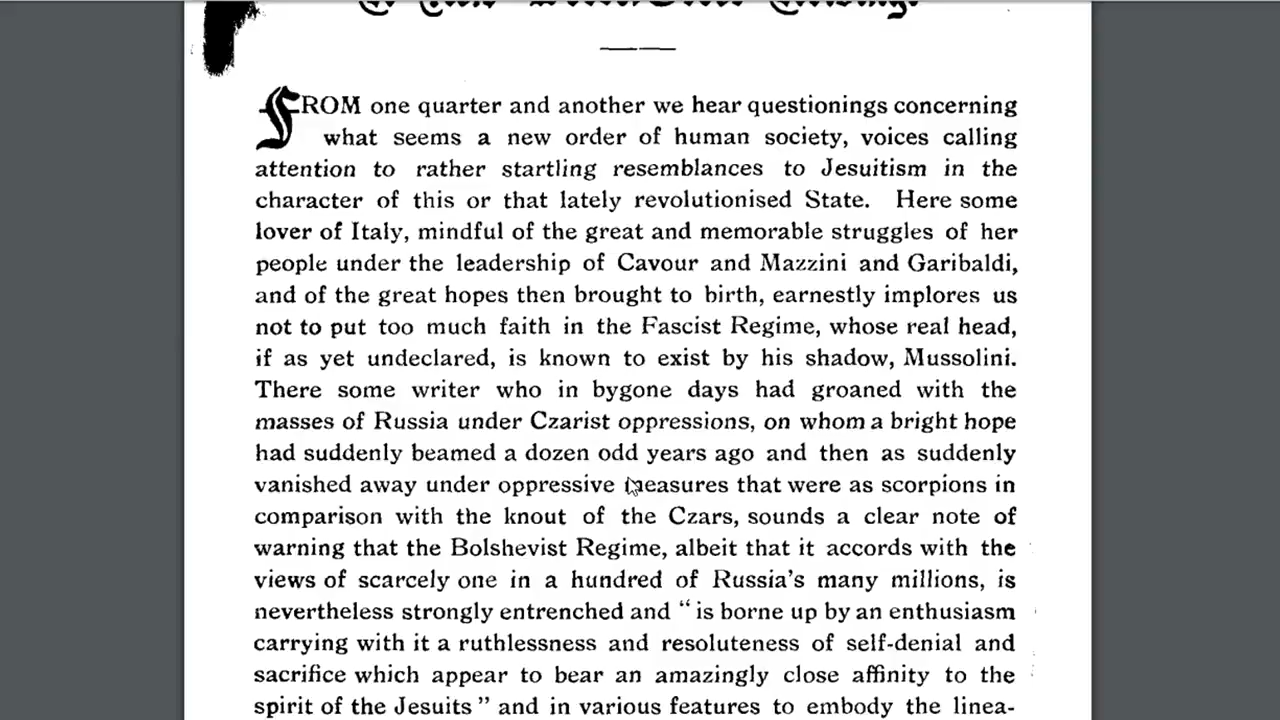 FROM one quarter and another we hear questionings concerning
what seems a new order of human society, voices calling
attention to rather startling resemblances to Jesuitism in the
character of this or that lately revolutionised State. Here some
lover of Italy, mindful of the great and memorable struggles of her
people under the leadership of Cavour and Mazzini and Garibaldi,
and of the great hopes then brought to birth, earnestly implores us
not to put too much faith in the Fascist Regime, whose real head,
if as yet undeclared, is known to exist by his shadow, Mussolini.
There some writer who in bygone days had groaned with the
masses of Russia under Czarist oppressions, on whom a bright hope
had suddenly beamed a dozen odd years ago and then as suddenly
vanished away under oppressive measures that were as scorpions in
comparison with the knout of the Czars, sounds a clear note of
warning that the Bolshevist Regime, albeit that it accords with the
views of scarcely one in a hundred of Russia's many millions, is
nevertheless strongly entrenched and “ is borne up by an enthusiasm
carrying with it a ruthlessness and resoluteness of self-denial and
sacrifice which appear to bear an amazingly close affinity to the
spirit of the Jesuits ” and in various features to embody the linea-